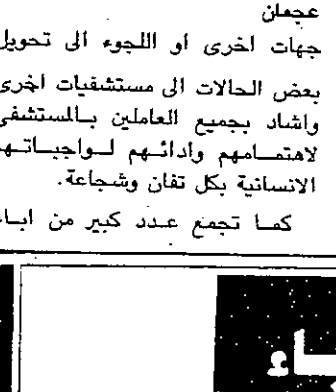 عجمان
جهات اخرى او اللجوء الى تحويل
بعض الحالات الى مستشفيات اخرى
واشاد بجميع العاملين بالمستشفى
لاهتمامهم وادائهم لواجباتهم
الانسانية بكل تفان وشجاعة.
كما تجمع عدد كبير من ابناء